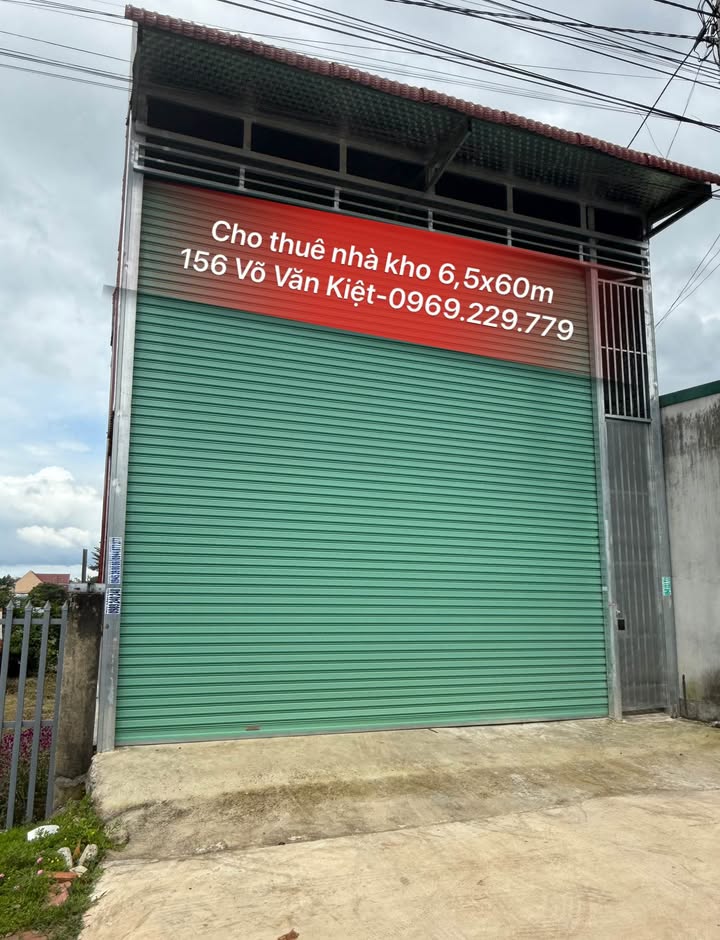 Cho thuê nhà kho 6,5x60m
156 Võ Văn Kiệt-0969.229.779